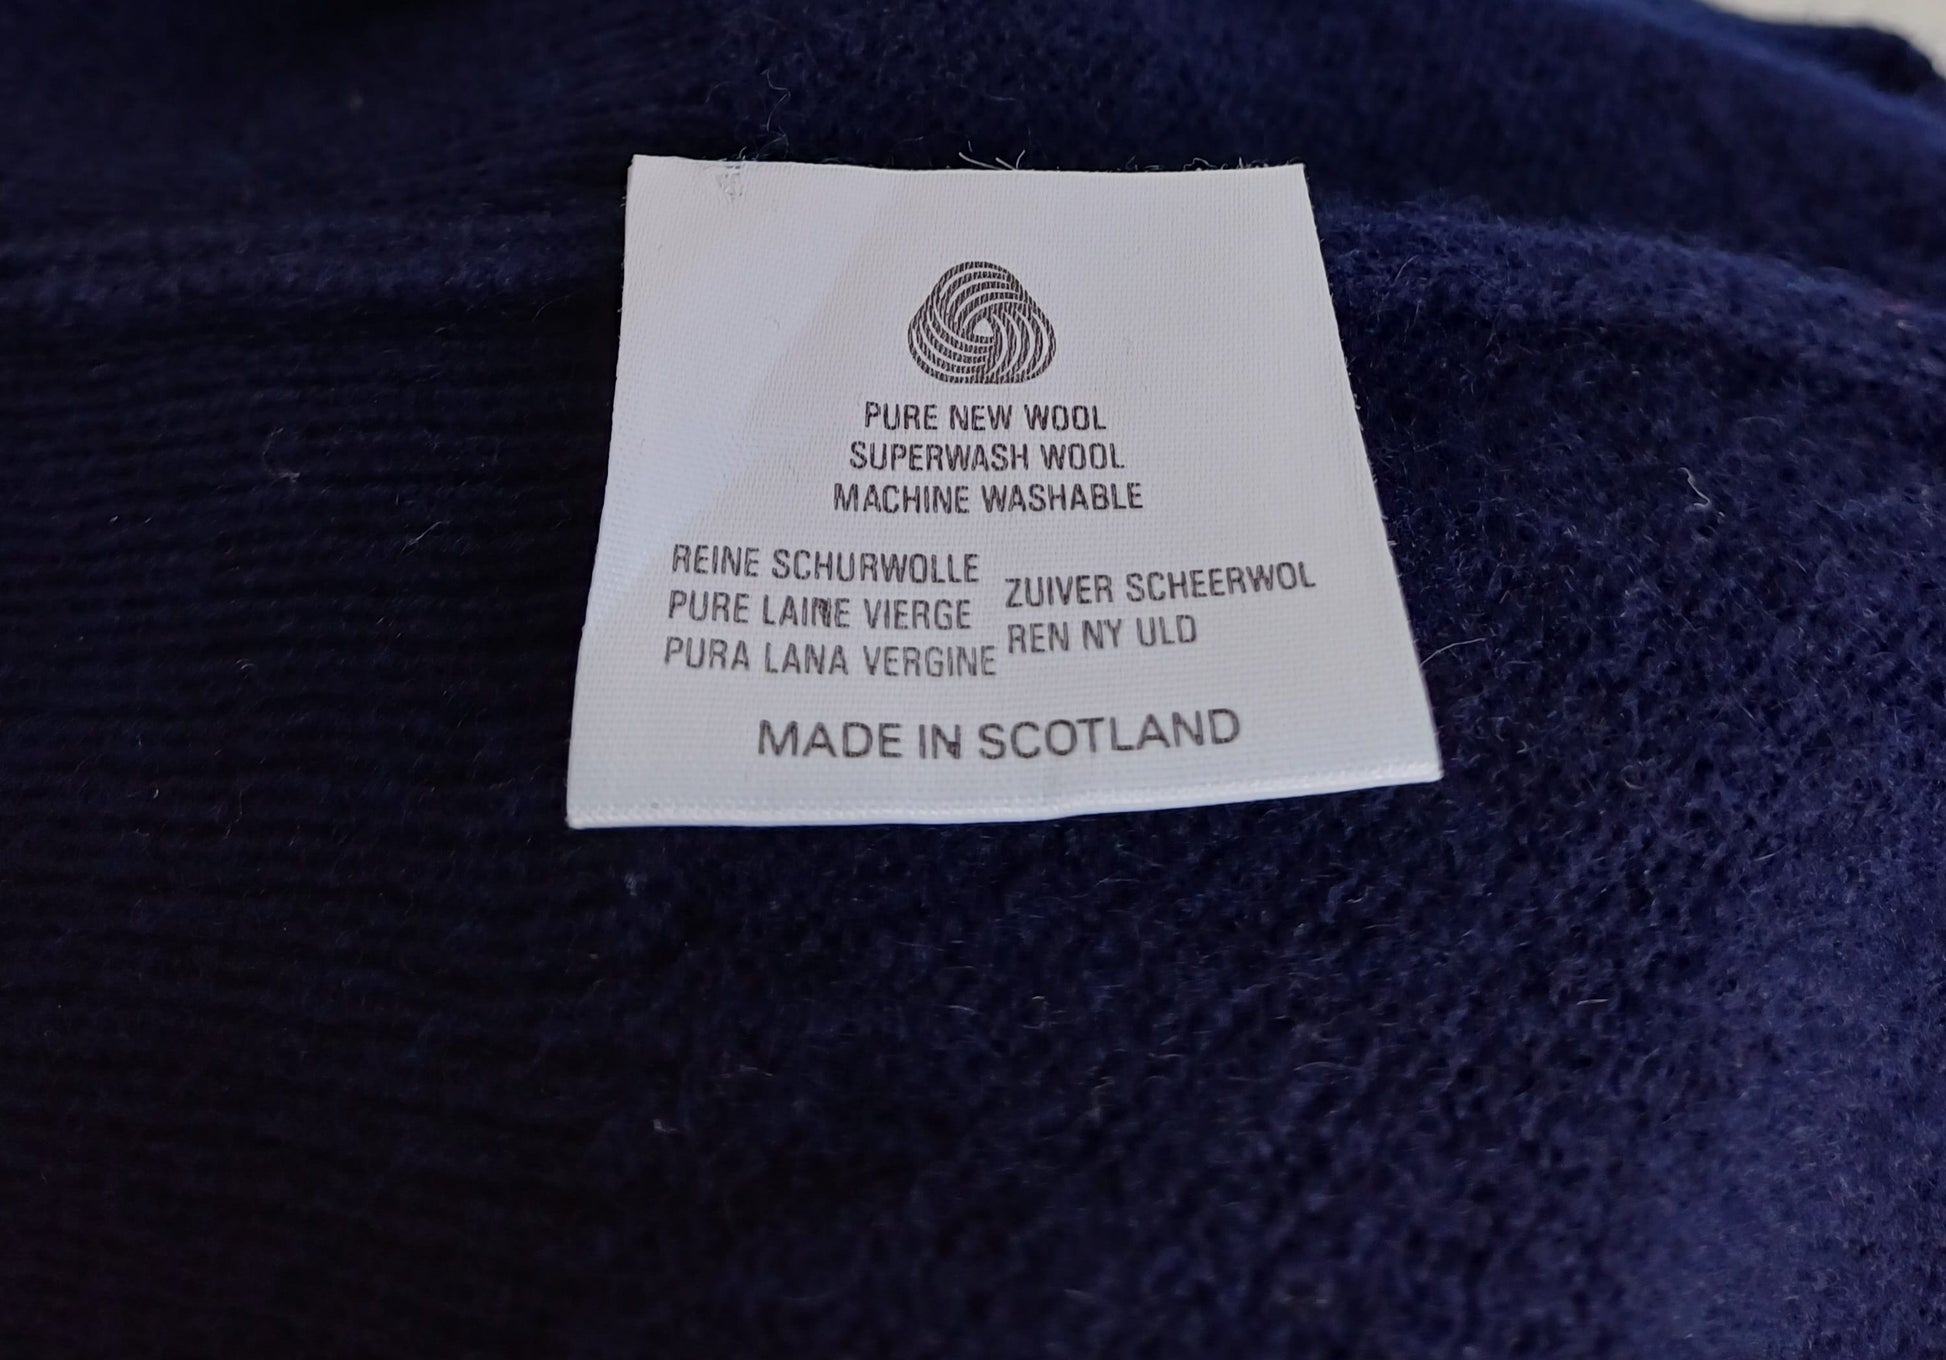 PURE NEW WOOL
SUPERWASH WOOL
MACHINE WASHABLE
REINE SCHURWOLLE
PURE LAINE VIERGE
PURA LANA VERGINE
ZUIVER SCHEERWOL
REN NY ULD
MADE IN SCOTLAND